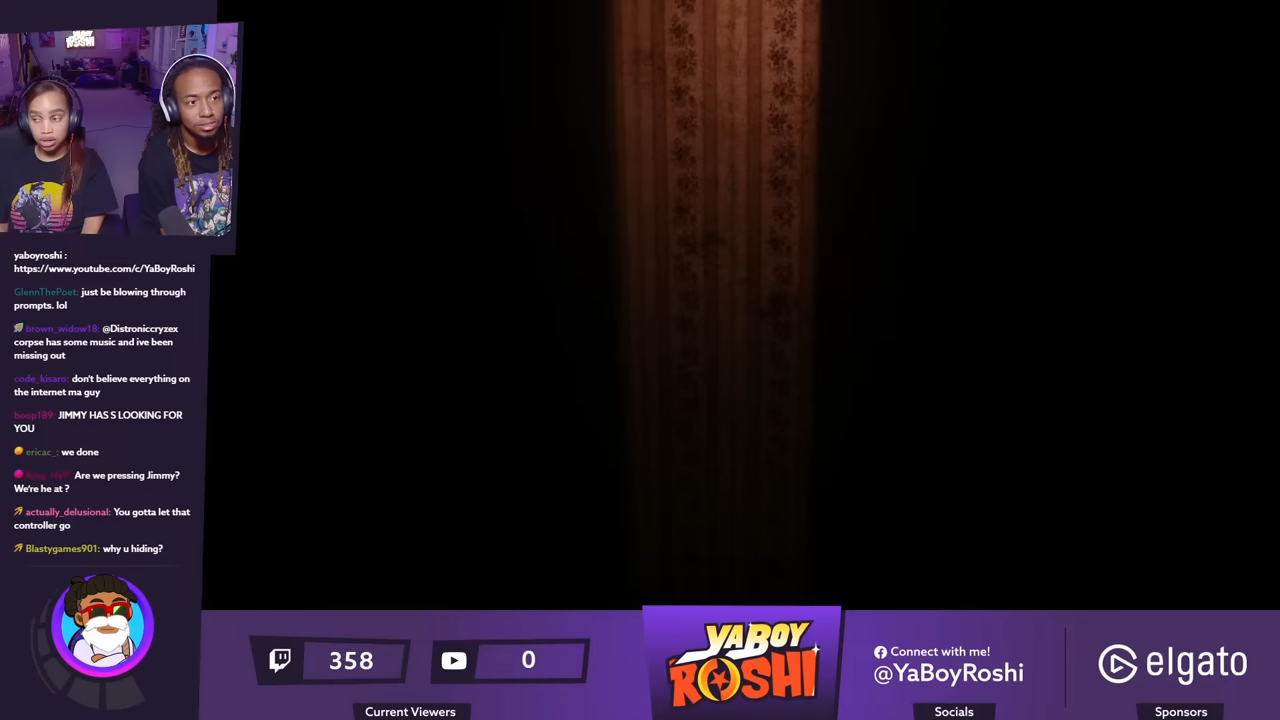 YABOY
ROSHI
yaboyroshi :
https://www.youtube.com/c/YaBoyRoshi
GlennThePoet: just be blowing through
prompts. lol
brown_widow18: @Distroniccryzex
corpse has some music and ive been
missing out
code_kisaro: don't believe everything on
the internet ma guy
boop189: JIMMY HAS S LOOKING FOR
YOU
ericac_: we done
Are we pressing Jimmy?
We're he at ?
actually_delusional: You gotta let that
controller go
Blastygames901: why u hiding?
358
0
Current Viewers
YABOY
ROSHI
Connect with me!
@YaBoyRoshi
Socials
elgato
Sponsors